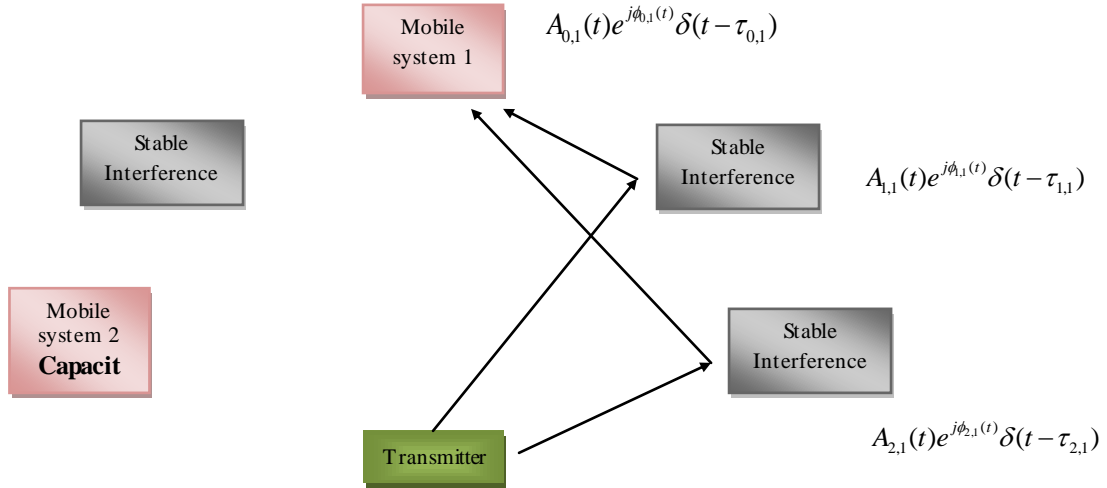 Mobile
system 1
A_{0,1}(t)e^{jϕ_{0,1}(t)}δ(t−τ_{0,1})
Stable
Interference
Stable
Interference
A_{1,1}(t)e^{jϕ_{1,1}(t)}δ(t−τ_{1,1})
Mobile
system 2
Capacit
Stable
Interference
Transmitter
A_{2,1}(t)e^{jϕ_{2,1}(t)}δ(t−τ_{2,1})